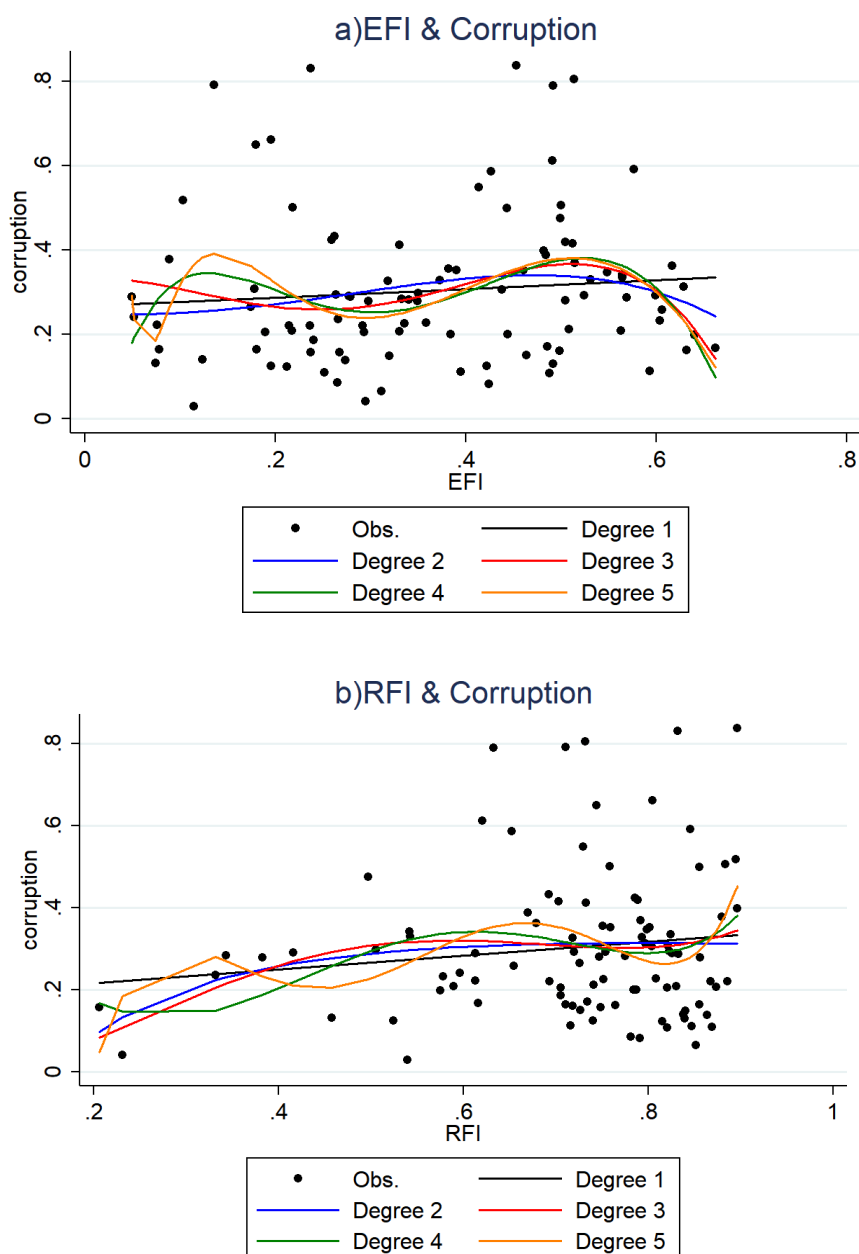 a)EFI & Corruption
corruption
.8
.6
.4
.2
0
0 .2 .4 .6 .8
EFI
Obs. Degree 1
Degree 2 Degree 3
Degree 4 Degree 5
b)RFI & Corruption
corruption
.8
.6
.4
.2
0
.2 .4 .6 .8 1
RFI
Obs. Degree 1
Degree 2 Degree 3
Degree 4 Degree 5